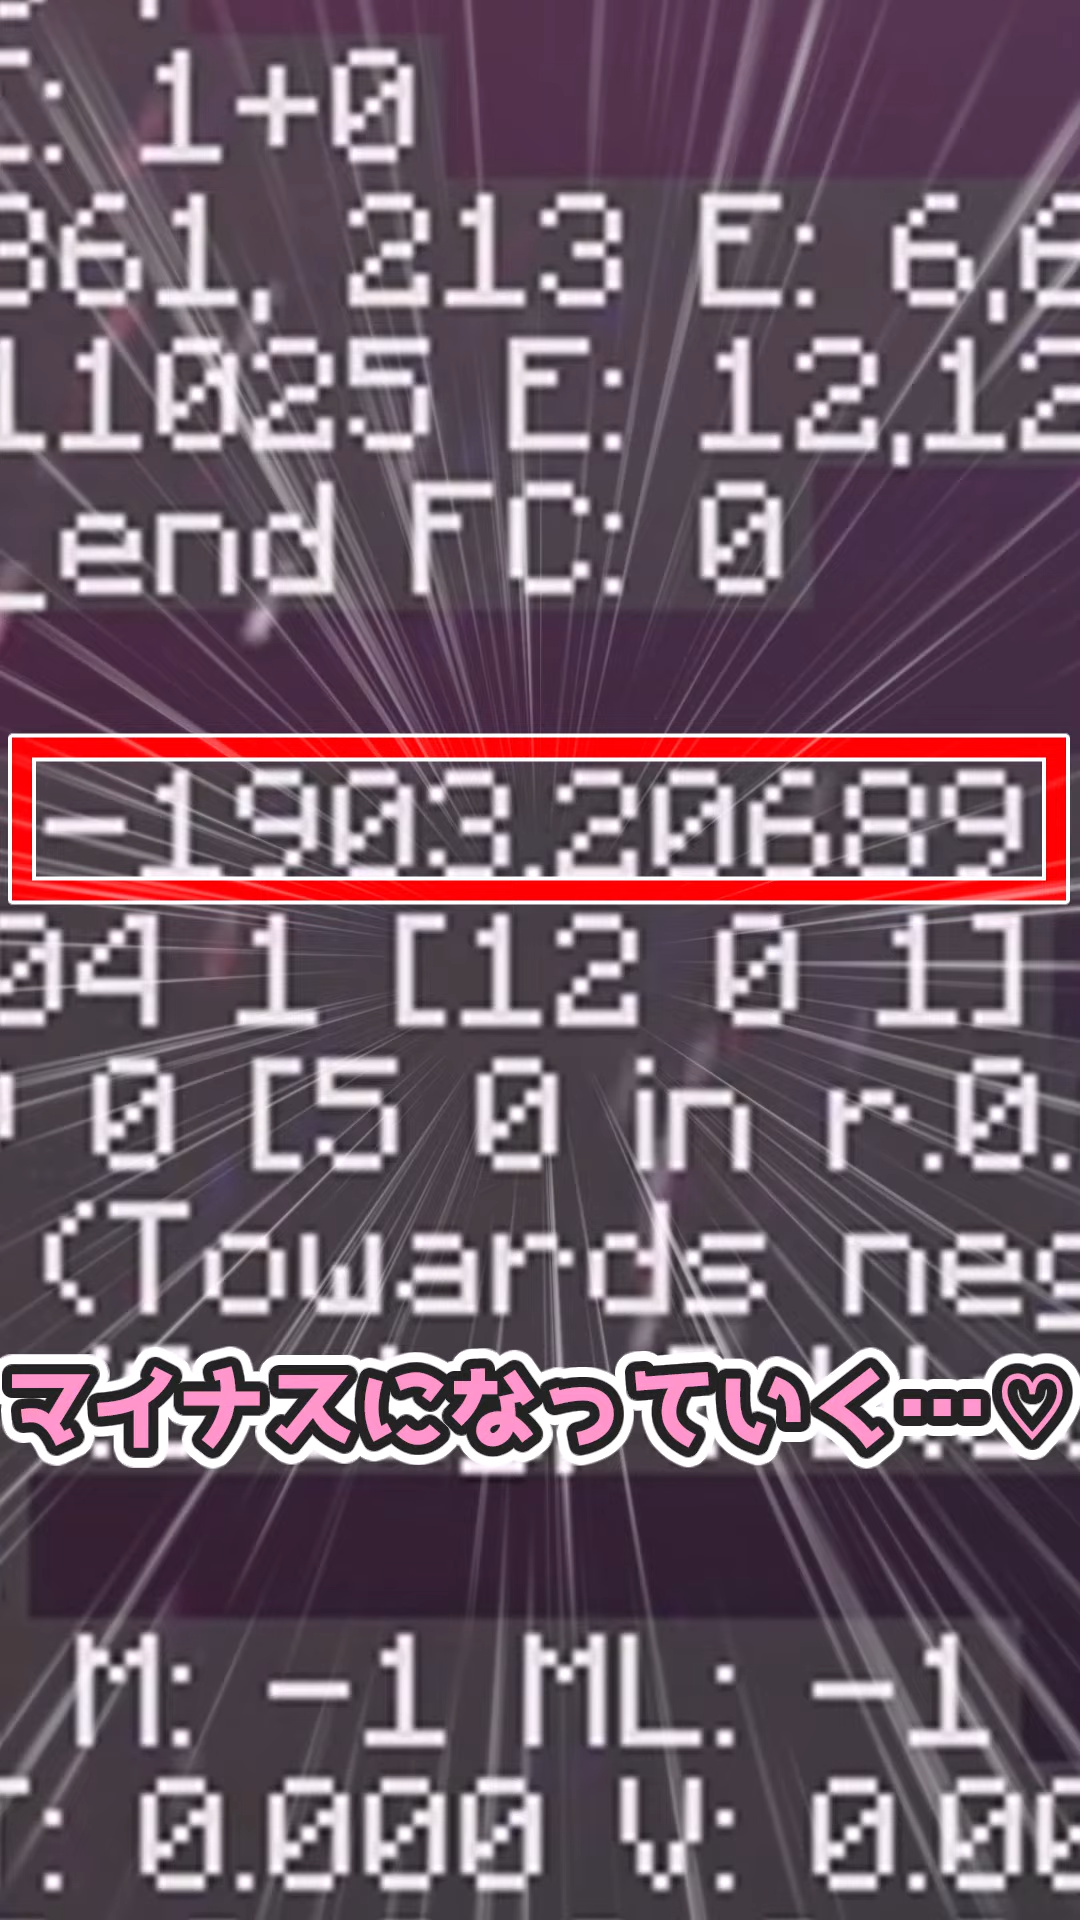 : 1+0
361, 213 E: 6,6
11025 E: 12,12
_end FC: 0
-1903.20689
04 1 [12 0 1]
0 [5 0 in r.0.
(Towards neg
マイナスになっていく…♡
M: -1 ML: -1
: 0.000 V: 0.00